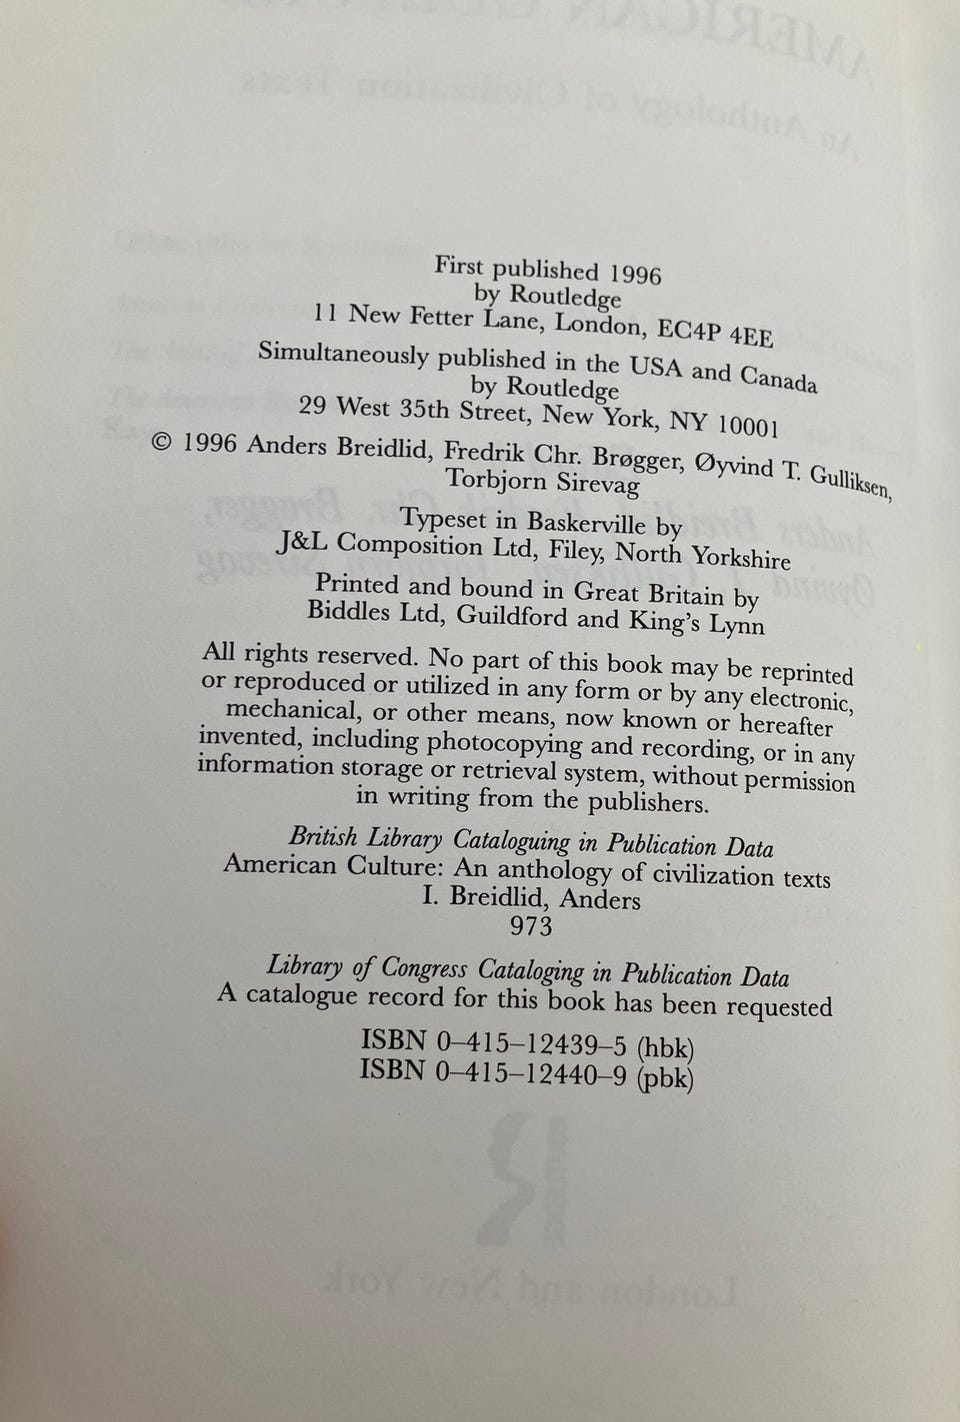 First published 1996
by Routledge
11 New Fetter Lane, London, EC4P 4EE
Simultaneously published in the USA and Canada
by Routledge
29 West 35th Street, New York, NY 10001
© 1996 Anders Breidlid, Fredrik Chr. Brøgger, Øyvind T. Gulliksen,
Torbjorn Sirevag
Typeset in Baskerville by
J&L Composition Ltd, Filey, North Yorkshire
Printed and bound in Great Britain by
Biddles Ltd, Guildford and King's Lynn
All rights reserved. No part of this book may be reprinted
or reproduced or utilized in any form or by any electronic,
mechanical, or other means, now known or hereafter
invented, including photocopying and recording, or in any
information storage or retrieval system, without permission
in writing from the publishers.
British Library Cataloguing in Publication Data
American Culture: An anthology of civilization texts
I. Breidlid, Anders
973
Library of Congress Cataloging in Publication Data
A catalogue record for this book has been requested
ISBN 0–415–12439–5 (hbk)
ISBN 0–415–12440–9 (pbk)